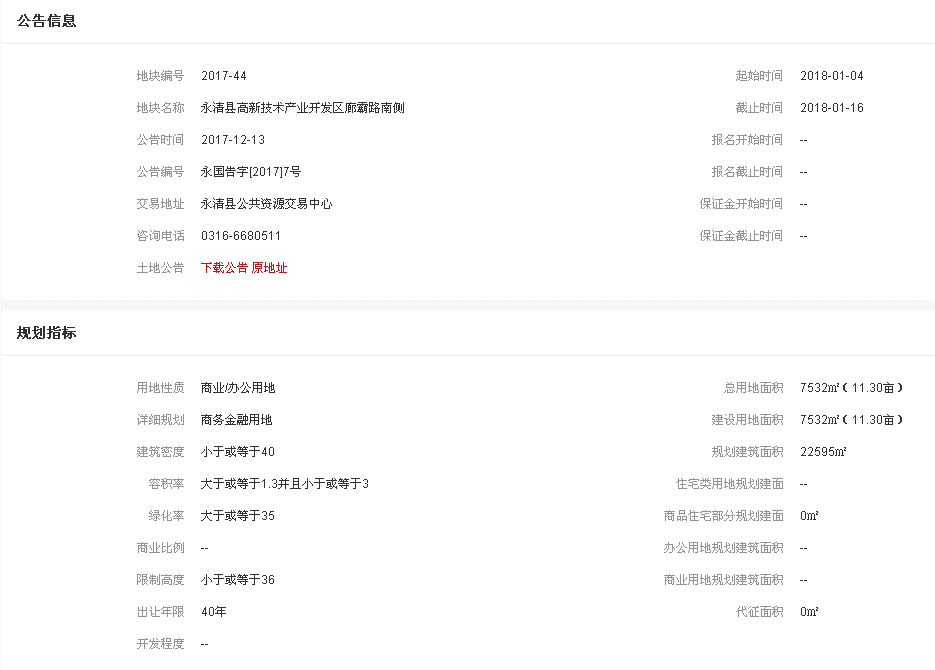 公告信息
地块编号 2017-44 起始时间 2018-01-04
地块名称 永清县高新技术产业开发区廊霸路南侧 截止时间 2018-01-16
公告时间 2017-12-13 报名开始时间 --
公告编号 永国告字[2017]7号 报名截止时间 --
交易地址 永清县公共资源交易中心 保证金开始时间 --
咨询电话 0316-6680511 保证金截止时间 --
土地公告 下载公告 原地址
规划指标
用地性质 商业/办公用地 总用地面积 7532㎡（11.30亩）
详细规划 商务金融用地 建设用地面积 7532㎡（11.30亩）
建筑密度 小于或等于40 规划建筑面积 22595㎡
容积率 大于或等于1.3并且小于或等于3 住宅类用地规划建面 --
绿化率 大于或等于35 商品住宅部分规划建面 0㎡
商业比例 -- 办公用地规划建筑面积 --
限制高度 小于或等于36 商业用地规划建筑面积 --
出让年限 40年 代征面积 0㎡
开发程度 --